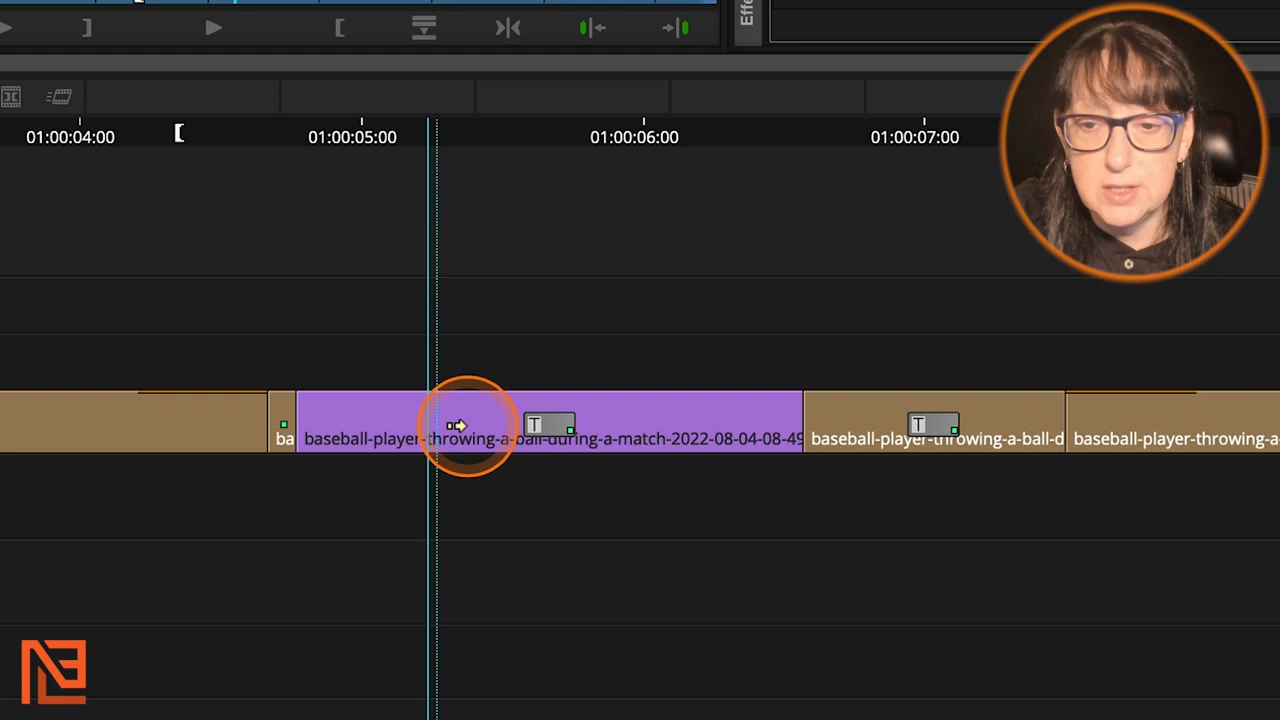 Effe
01:00:04:00 01:00:05:00 01:00:06:00 01:00:07:00
T T
ba baseball-player-throwing-a-ball-during-a-match-2022-08-04-08-49 baseball-player-throwing-a-ball-d baseball-player-throwing-a-